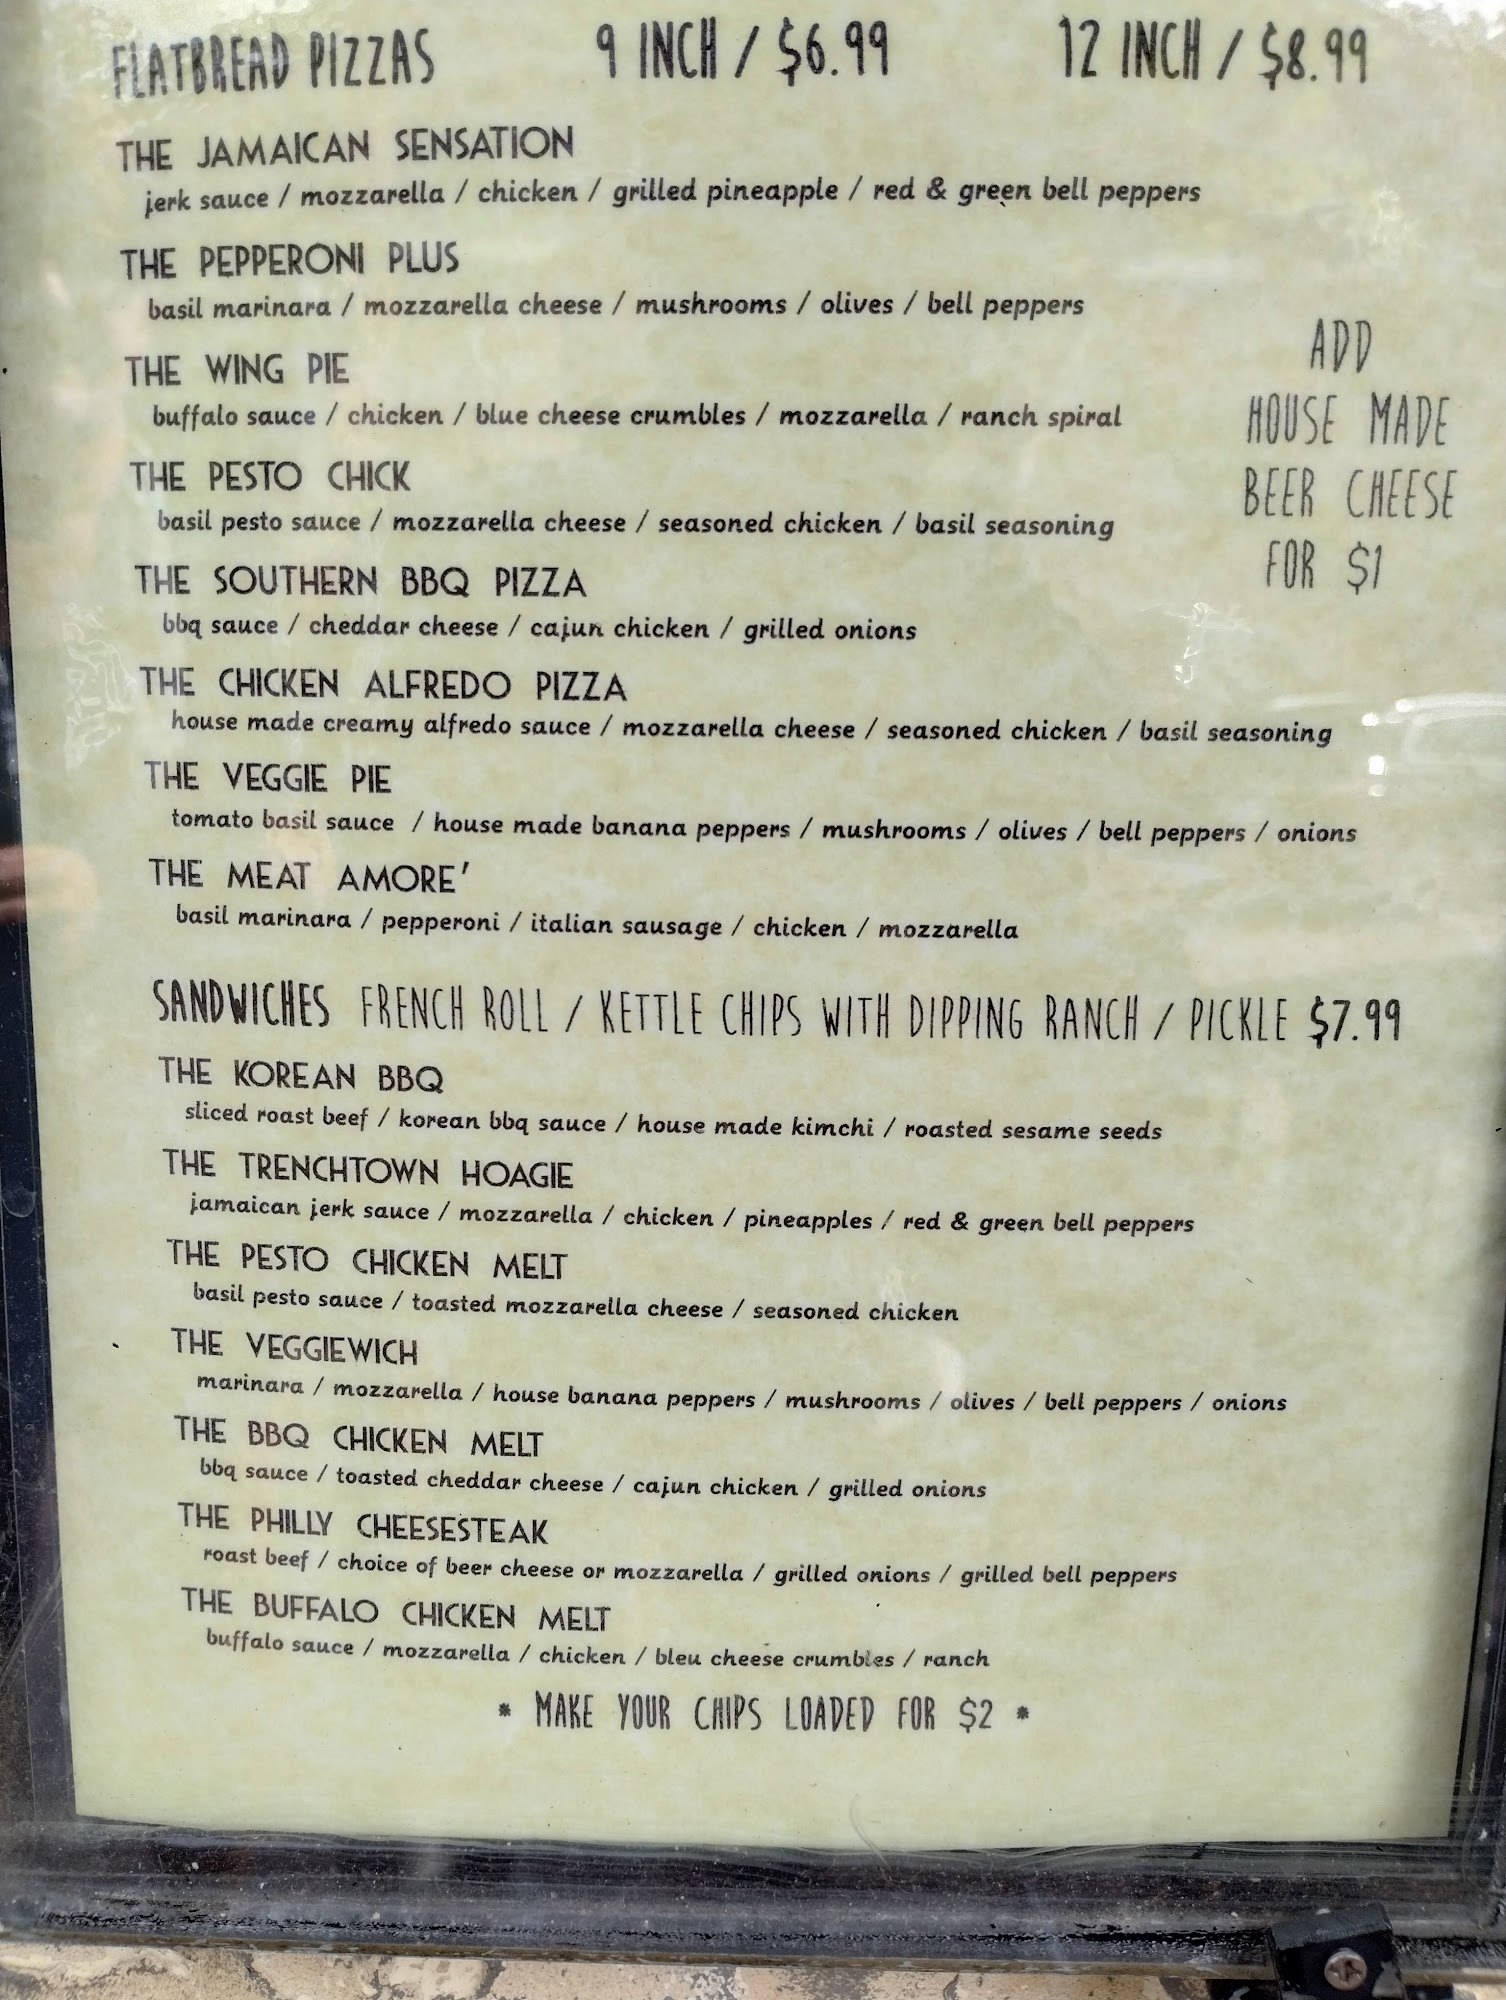 FLATBREAD PIZZAS 9 INCH / $6.99 12 INCH / $8.99
THE JAMAICAN SENSATION
jerk sauce / mozzarella / chicken / grilled pineapple / red & green bell peppers
THE PEPPERONI PLUS
basil marinara / mozzarella cheese / mushrooms / olives / bell peppers
THE WING PIE
buffalo sauce / chicken / blue cheese crumbles / mozzarella / ranch spiral
THE PESTO CHICK
basil pesto sauce / mozzarella cheese / seasoned chicken / basil seasoning
THE SOUTHERN BBQ PIZZA
bbq sauce / cheddar cheese / cajun chicken / grilled onions
ADD
HOUSE MADE
BEER CHEESE
FOR $1
THE CHICKEN ALFREDO PIZZA
house made creamy alfredo sauce / mozzarella cheese / seasoned chicken / basil seasoning
THE VEGGIE PIE
tomato basil sauce / house made banana peppers / mushrooms / olives / bell peppers / onions
THE MEAT AMORE'
basil marinara / pepperoni / italian sausage / chicken / mozzarella
SANDWICHES FRENCH ROLL / KETTLE CHIPS WITH DIPPING RANCH / PICKLE $7.99
THE KOREAN BBQ
sliced roast beef / korean bbq sauce / house made kimchi / roasted sesame seeds
THE TRENCHTOWN HOAGIE
jamaican jerk sauce / mozzarella / chicken / pineapples / red & green bell peppers
THE PESTO CHICKEN MELT
basil pesto sauce / toasted mozzarella cheese / seasoned chicken
THE VEGGIEWICH
marinara / mozzarella / house banana peppers / mushrooms / olives / bell peppers / onions
THE BBQ CHICKEN MELT
bbq sauce / toasted cheddar cheese / cajun chicken / grilled onions
THE PHILLY CHEESESTEAK
roast beef / choice of beer cheese or mozzarella / grilled onions / grilled bell peppers
THE BUFFALO CHICKEN MELT
buffalo sauce / mozzarella / chicken / bleu cheese crumbles / ranch
* MAKE YOUR CHIPS LOADED FOR $2 *